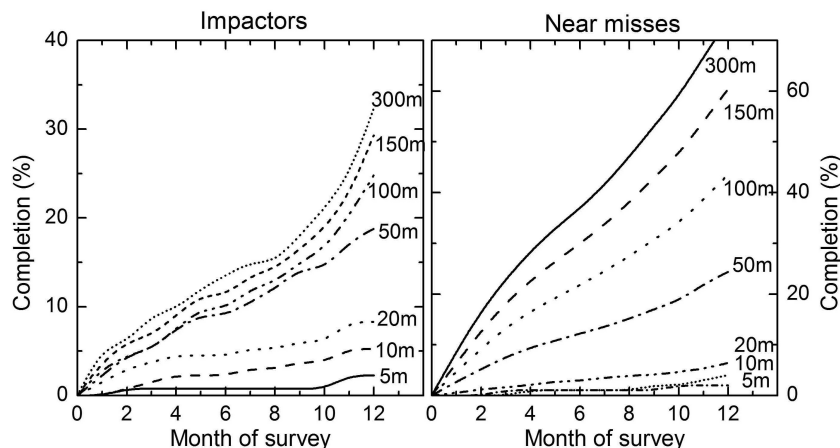 Impactors
Near misses
40
30
20
10
0
Completion (%)
300m
150m
100m
50m
20m
10m
5m
0 2 4 6 8 10 12
Month of survey
300m
150m
100m
50m
20m
10m
5m
60
40
20
0
Completion (%)
0 2 4 6 8 10 12
Month of survey